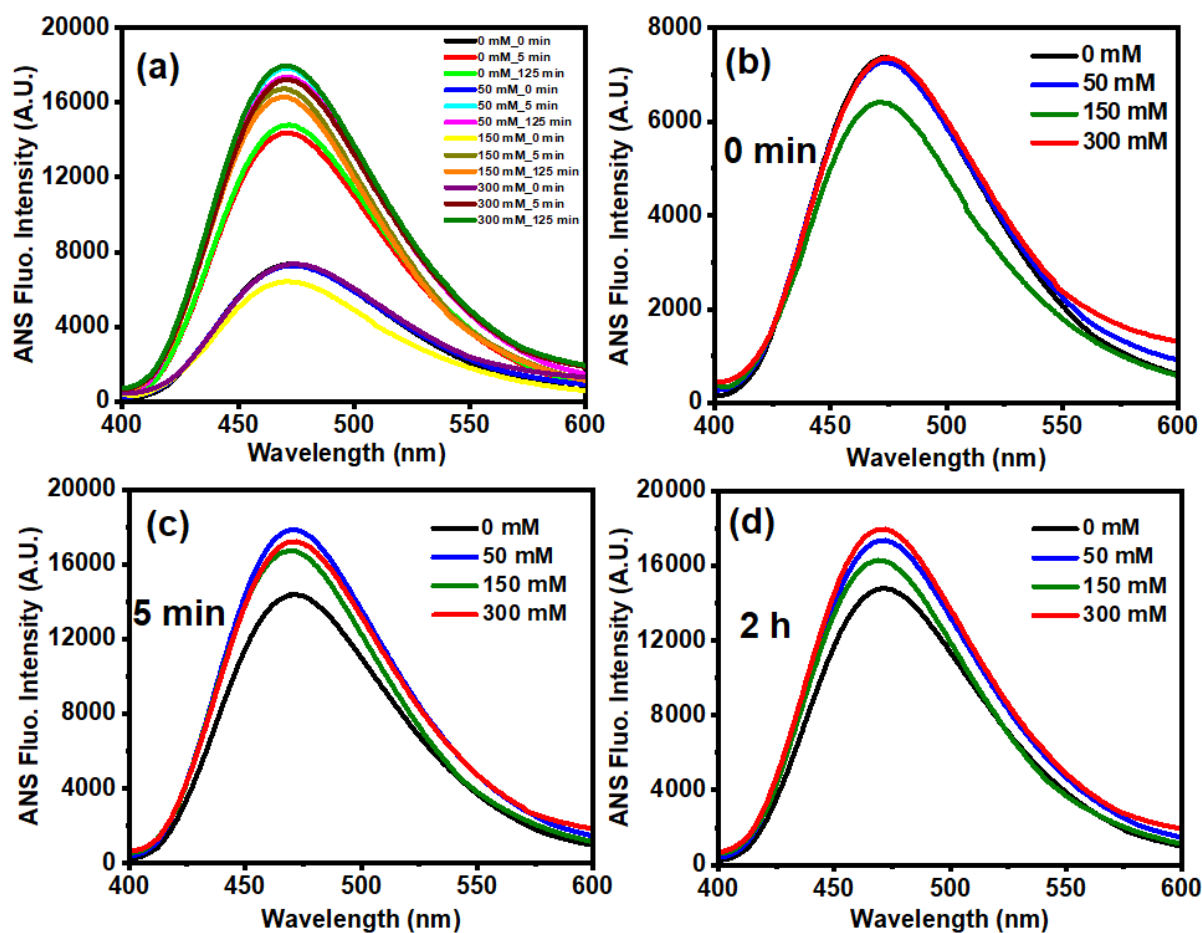 (a)
20000
16000
12000
8000
4000
0
ANS Fluo. Intensity (A.U.)
0 mM_0 min
0 mM_5 min
0 mM_125 min
50 mM_0 min
50 mM_5 min
50 mM_125 min
150 mM_0 min
150 mM_5 min
150 mM_125 min
300 mM_0 min
300 mM_5 min
300 mM_125 min
400 450 500 550 600
Wavelength (nm)
(b)
8000
6000
4000
2000
0
ANS Fluo. Intensity (A.U.)
0 min
0 mM
50 mM
150 mM
300 mM
400 450 500 550 600
Wavelength (nm)
(c)
20000
16000
12000
8000
4000
0
ANS Fluo. Intensity (A.U.)
5 min
0 mM
50 mM
150 mM
300 mM
400 450 500 550 600
Wavelength (nm)
(d)
20000
16000
12000
8000
4000
0
ANS Fluo. Intensity (A.U.)
2 h
0 mM
50 mM
150 mM
300 mM
400 450 500 550 600
Wavelength (nm)